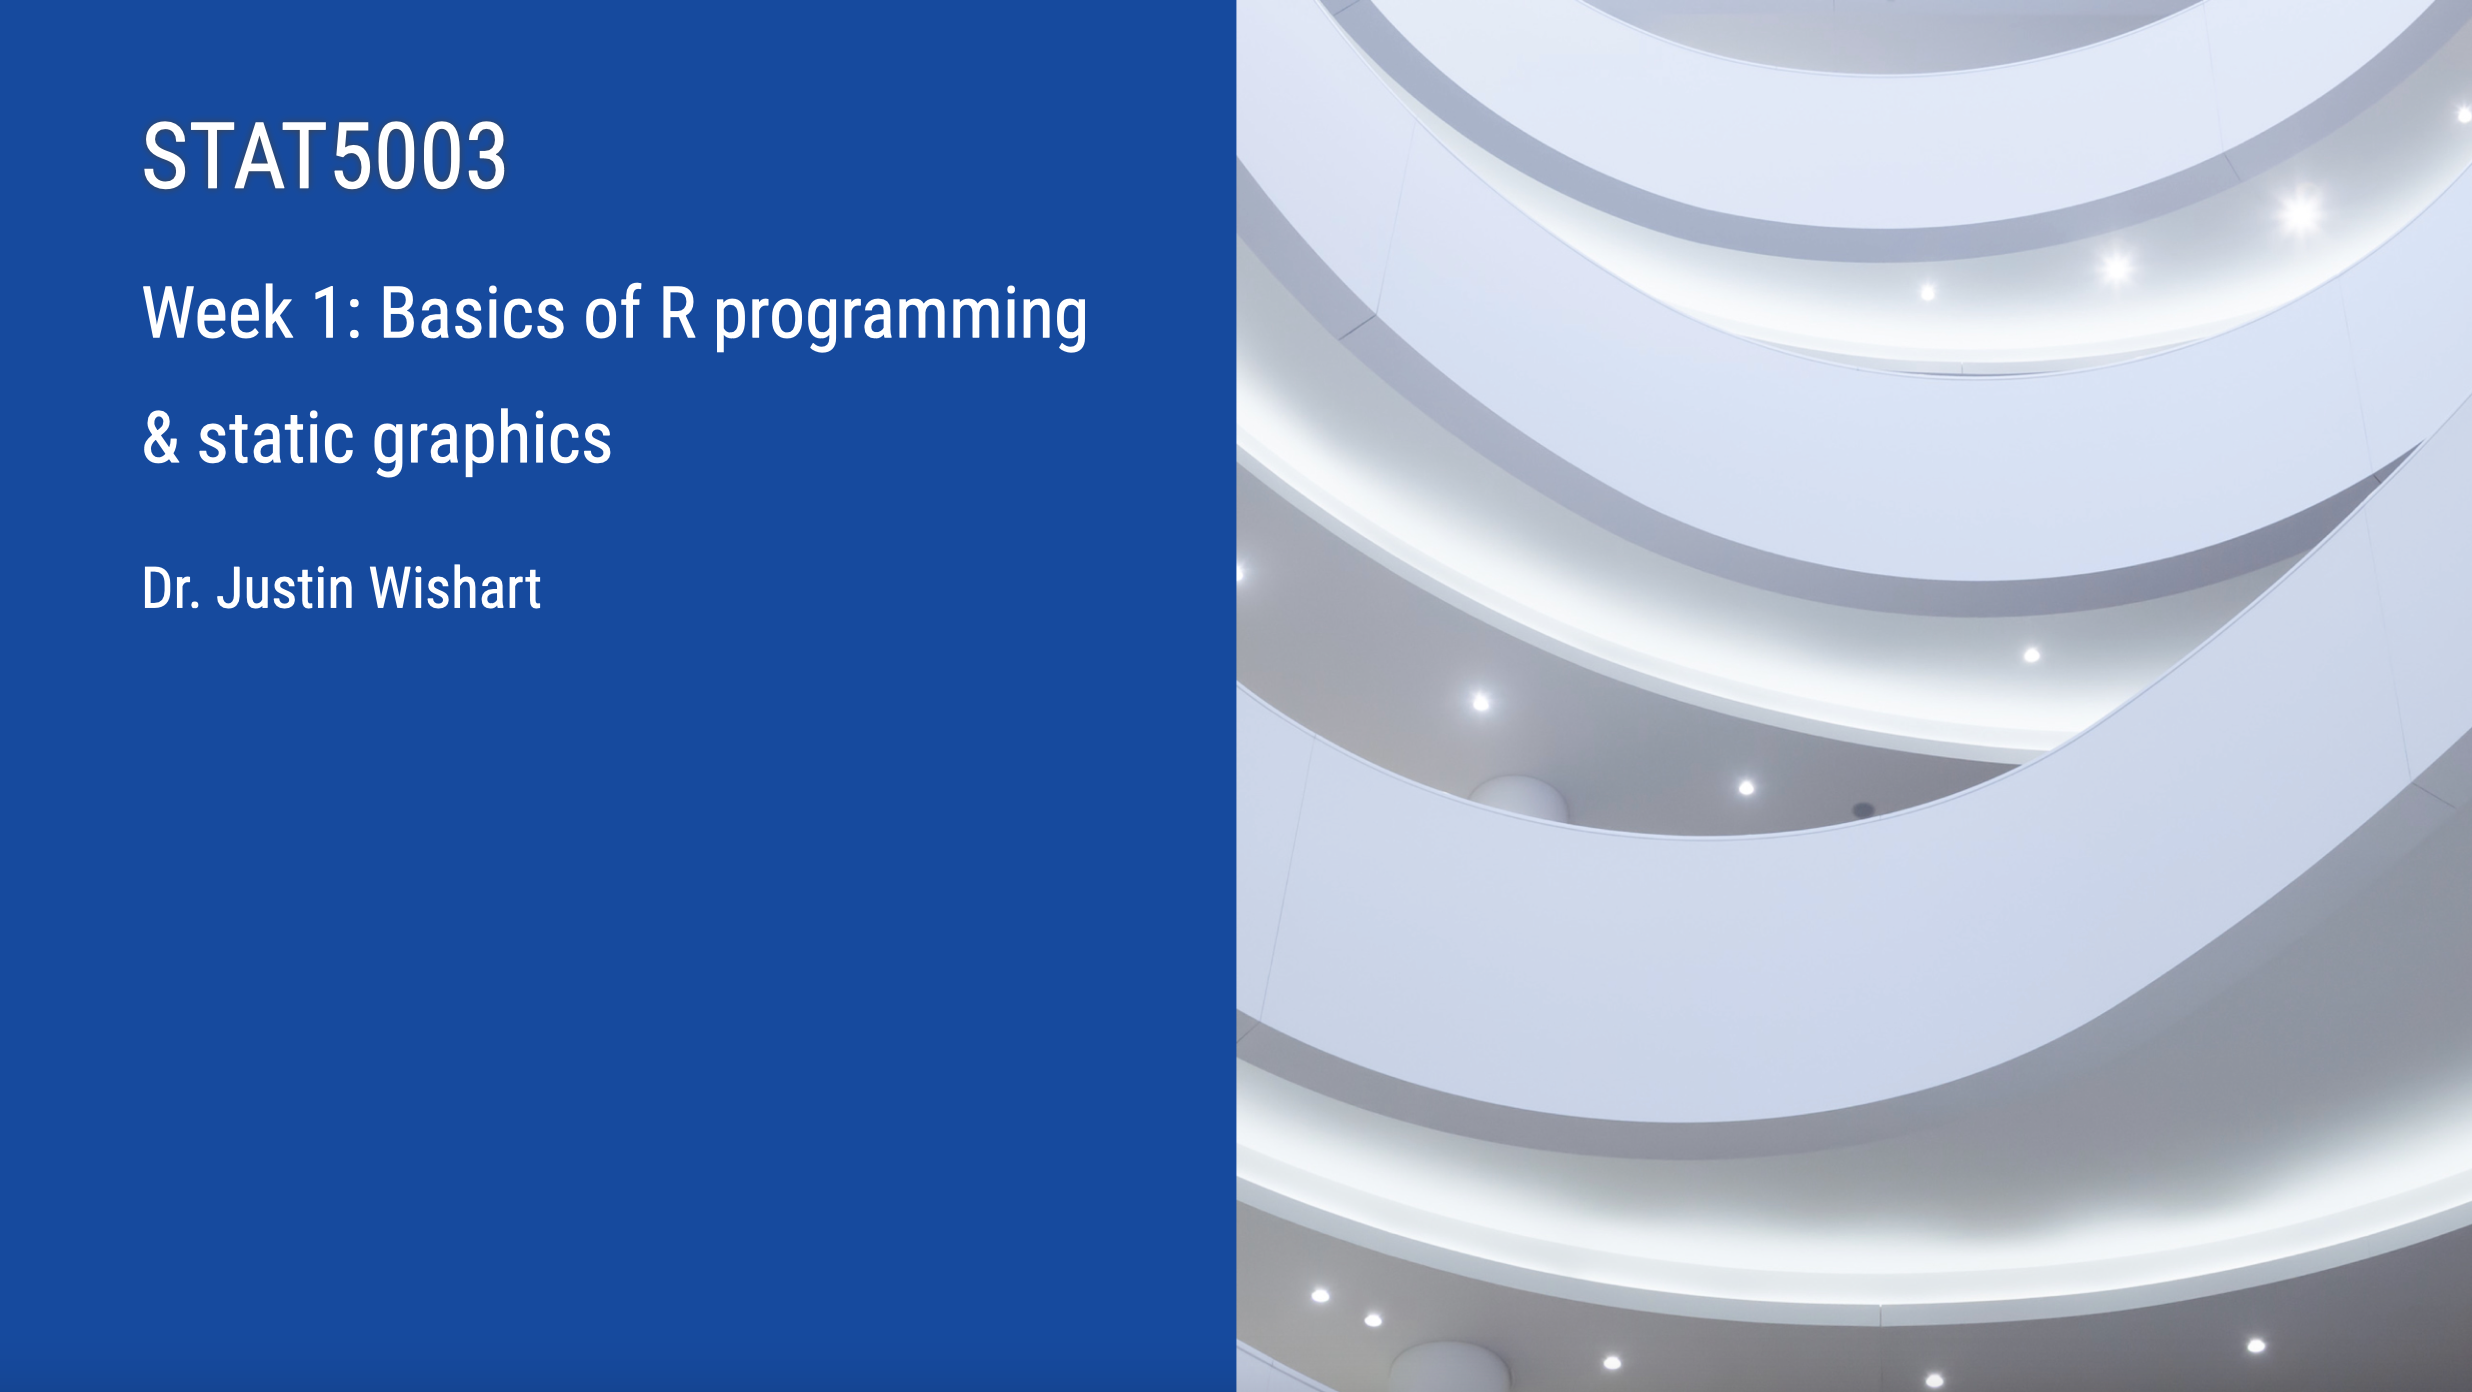 STAT5003
Week 1: Basics of R programming
& static graphics
Dr. Justin Wishart